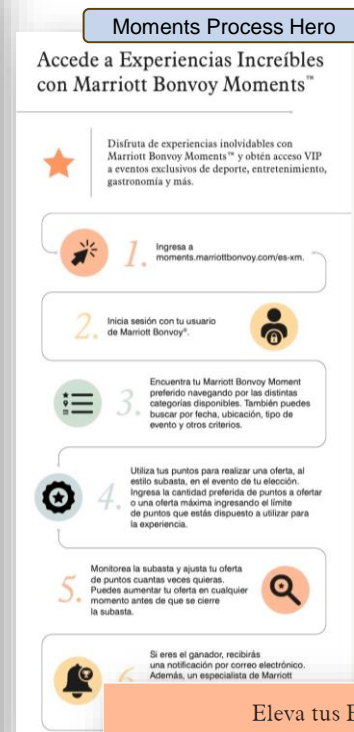 Moments Process Hero
Accede a Experiencias Increíbles
con Marriott Bonvoy Moments™
Disfruta de experiencias inolvidables con
Marriott Bonvoy Moments™ y obtén acceso VIP
a eventos exclusivos de deporte, entretenimiento,
gastronomía y más.
1.
Ingresa a
moments.marriottbonvoy.com/es-xm.
2.
Inicia sesión con tu usuario
de Marriott Bonvoy®.
3.
Encuentra tu Marriott Bonvoy Moment
preferido navegando por las distintas
categorías disponibles. También puedes
buscar por fecha, ubicación, tipo de
evento y otros criterios.
4.
Utiliza tus puntos para realizar una oferta, al
estilo subasta, en el evento de tu elección.
Ingresa la cantidad preferida de puntos a ofertar
o una oferta máxima ingresando el límite
de puntos que estás dispuesto a utilizar para
la experiencia.
5.
Monitorea la subasta y ajusta tu oferta
de puntos cuantas veces quieras.
Puedes aumentar tu oferta en cualquier
momento antes de que se cierre
la subasta.
6.
Si eres el ganador, recibirás
una notificación por correo electrónico.
Además, un especialista de Marriott
Eleva tus E